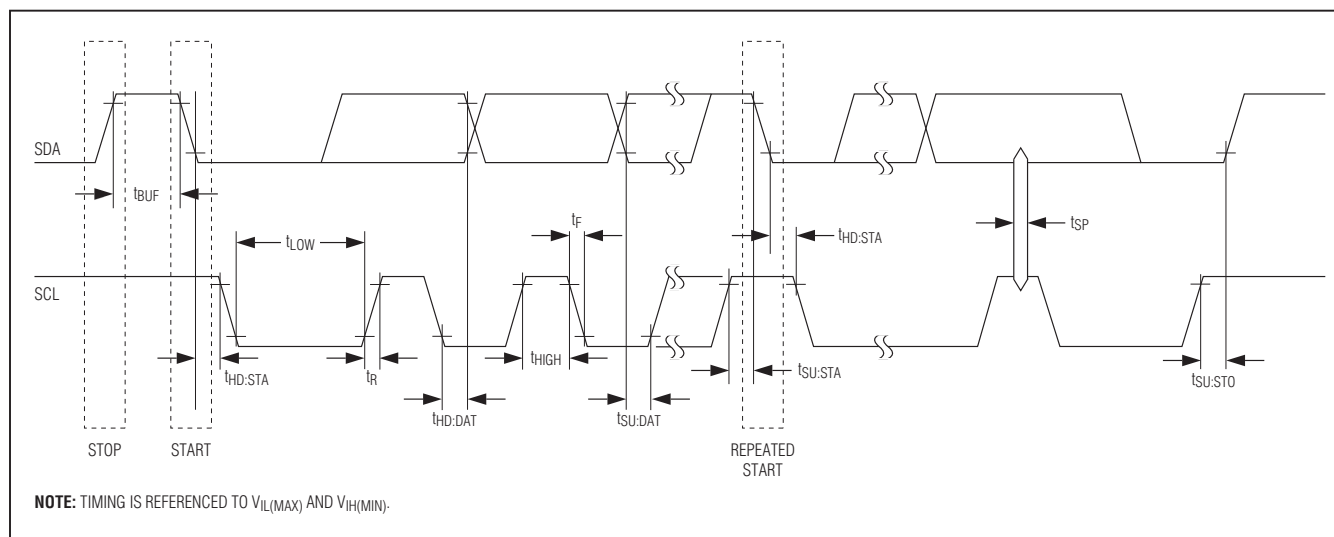 SDA
tBUF
tF
tLOW
tHD:STA
tSP
SCL
tHD:STA
tR
tHIGH
tSU:STA
tSU:STO
tHD:DAT
tSU:DAT
STOP
START
REPEATED
START
NOTE: TIMING IS REFERENCED TO VIL(MAX) AND VIH(MIN).